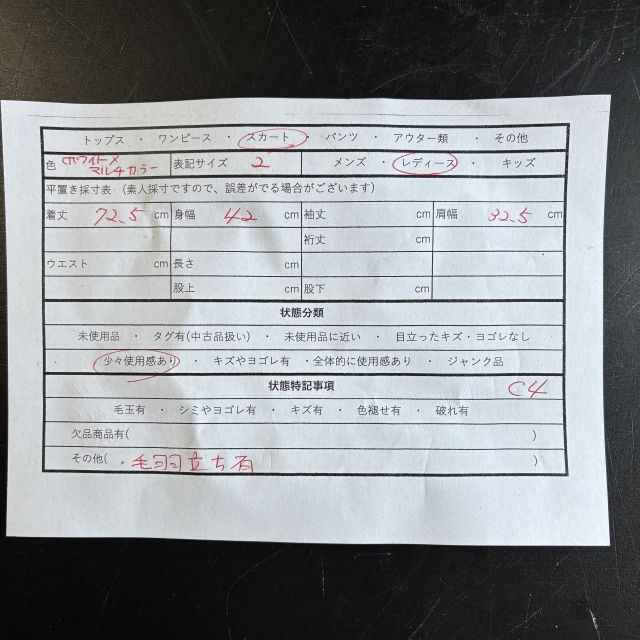 トップス ・ ワンピース ・ スカート ・ パンツ ・ アウター類 ・ その他
色 ホワイト×マルチカラー 表記サイズ 2 メンズ ・ レディース ・ キッズ
平置き採寸表（素人採寸ですので、誤差がでる場合がございます）
着丈 72.5 cm 身幅 42 cm 袖丈 cm 肩幅 32.5 cm
裄丈 cm
ウエスト cm 長さ cm
股上 cm 股下 cm
状態分類
未使用品 ・ タグ有(中古品扱い) ・ 未使用品に近い ・ 目立ったキズ・ヨゴレなし
・ 少々使用感あり ・ キズやヨゴレ有 ・全体的に使用感あり ・ ジャンク品
状態特記事項 C4
毛玉有 ・ シミやヨゴレ有 ・ キズ有 ・ 色褪せ有 ・ 破れ有
欠品商品有( )
その他( ・毛羽立ち有 )